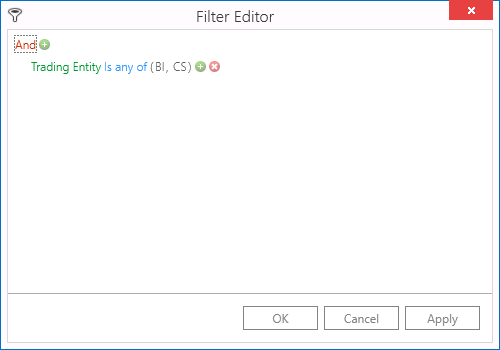 Filter Editor
And
Trading Entity Is any of (BI, CS)
OK Cancel Apply